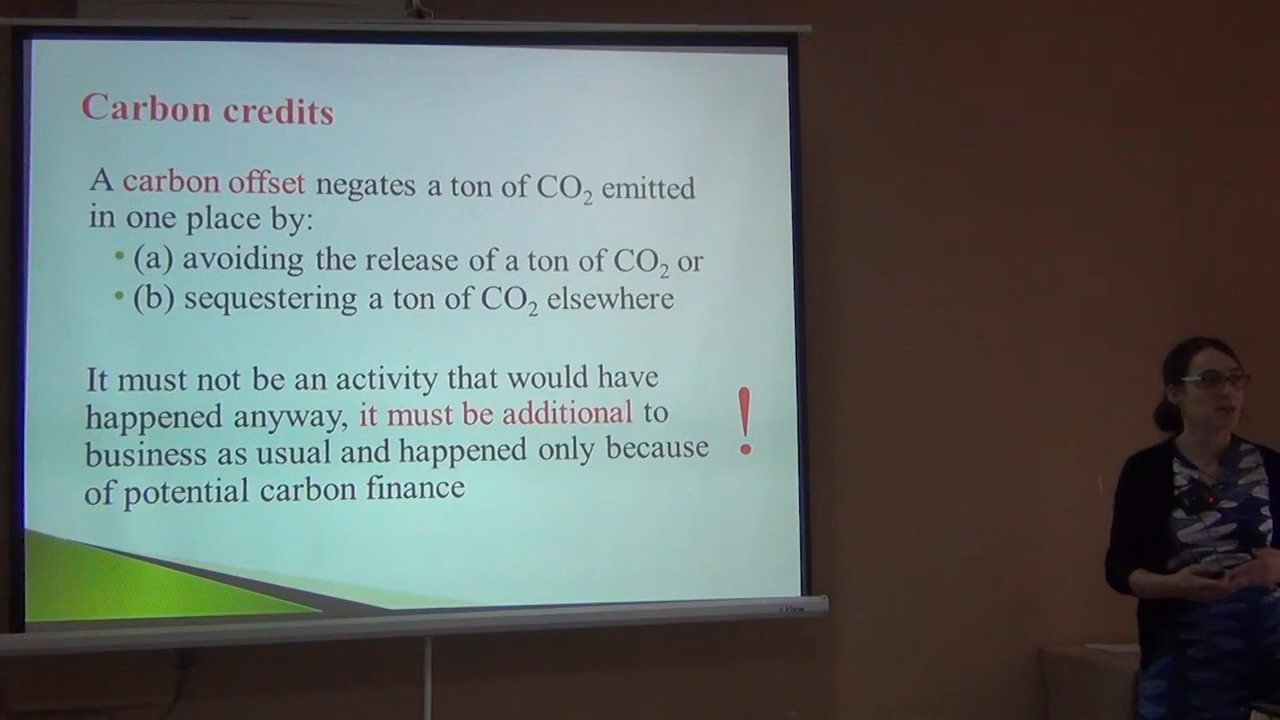 Carbon credits
A carbon offset negates a ton of CO₂ emitted
in one place by:
• (a) avoiding the release of a ton of CO₂ or
• (b) sequestering a ton of CO₂ elsewhere
It must not be an activity that would have
happened anyway, it must be additional to
business as usual and happened only because
of potential carbon finance
!